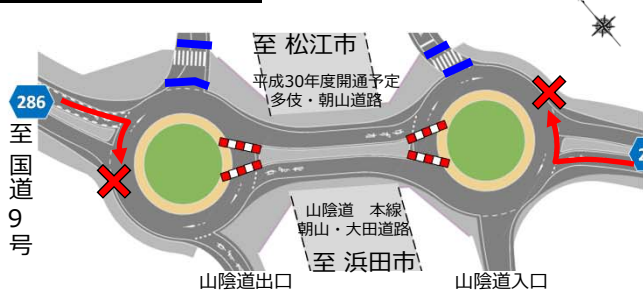 至 松江市
平成30年度開通予定
多伎・朝山道路
286
至国道9号
山陰道　本線
朝山・大田道路
至 浜田市
山陰道出口
山陰道入口